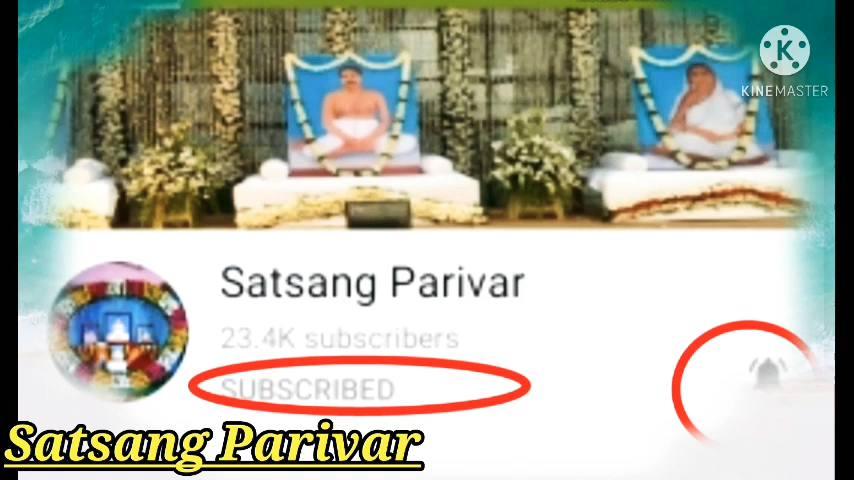 KINEMASTER
Satsang Parivar
23.4K subscribers
SUBSCRIBED
Satsang Parivar